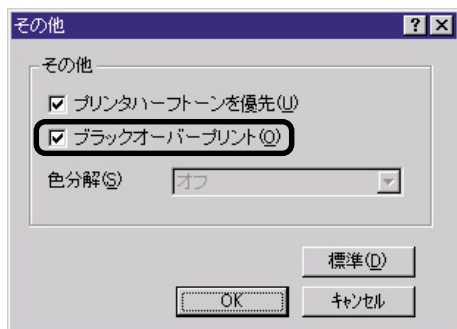 その他
その他
プリンタハーフトーンを優先(U)
ブラックオーバープリント(O)
色分解(S) オフ
標準(D)
OK キャンセル